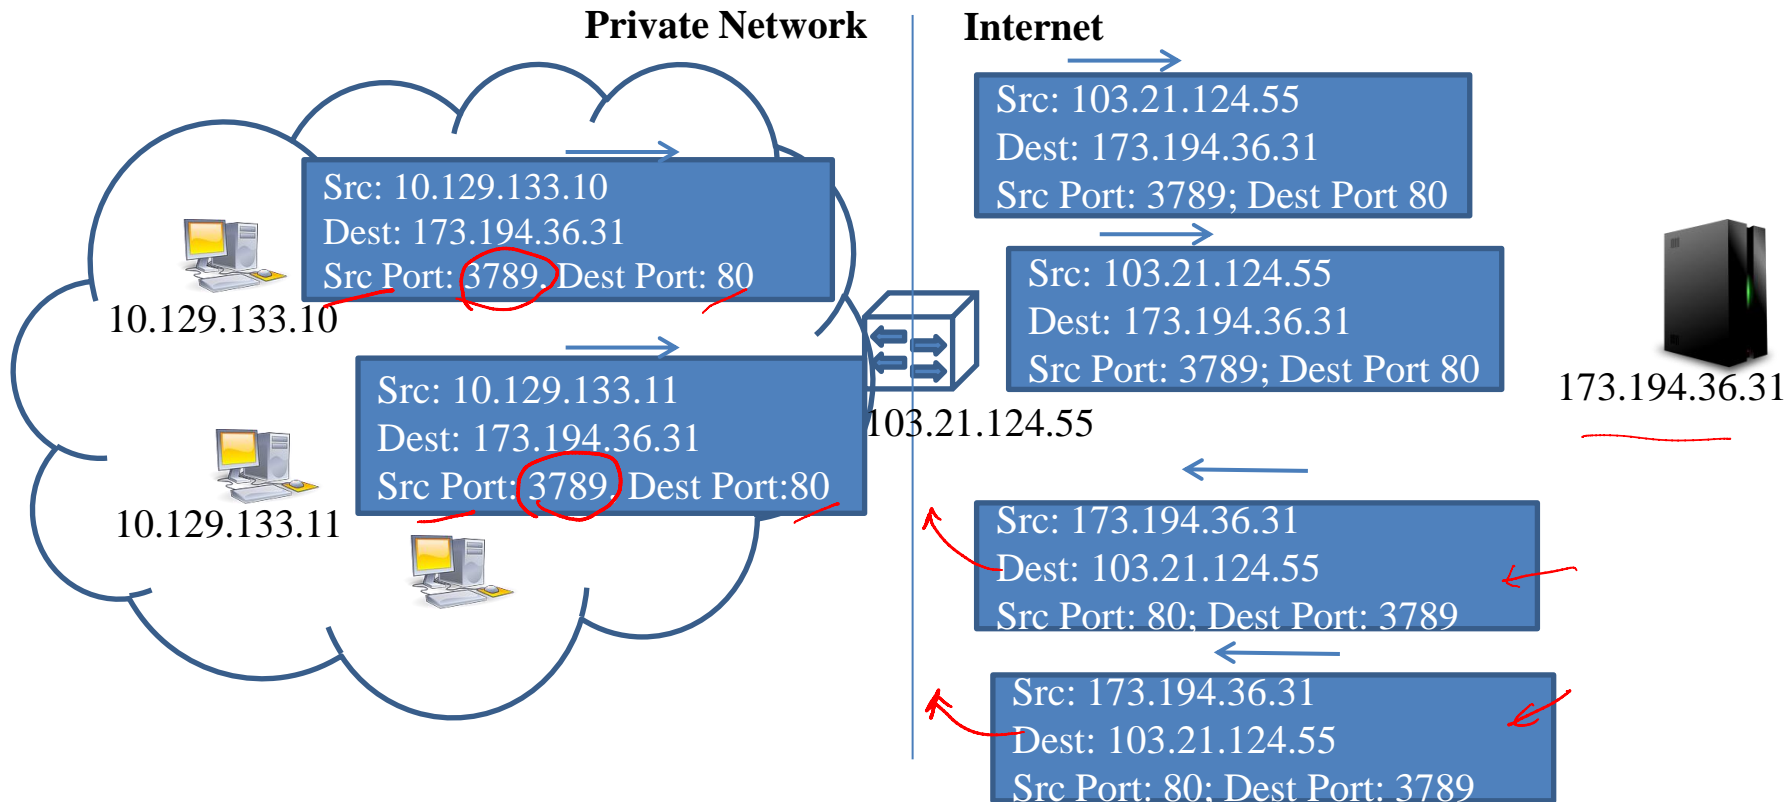 Private Network
Internet
Src: 10.129.133.10
Dest: 173.194.36.31
Src Port: 3789. Dest Port: 80
10.129.133.10
Src: 10.129.133.11
Dest: 173.194.36.31
Src Port: 3789. Dest Port:80
10.129.133.11
103.21.124.55
Src: 103.21.124.55
Dest: 173.194.36.31
Src Port: 3789; Dest Port 80
Src: 103.21.124.55
Dest: 173.194.36.31
Src Port: 3789; Dest Port 80
173.194.36.31
Src: 173.194.36.31
Dest: 103.21.124.55
Src Port: 80; Dest Port: 3789
Src: 173.194.36.31
Dest: 103.21.124.55
Src Port: 80; Dest Port: 3789